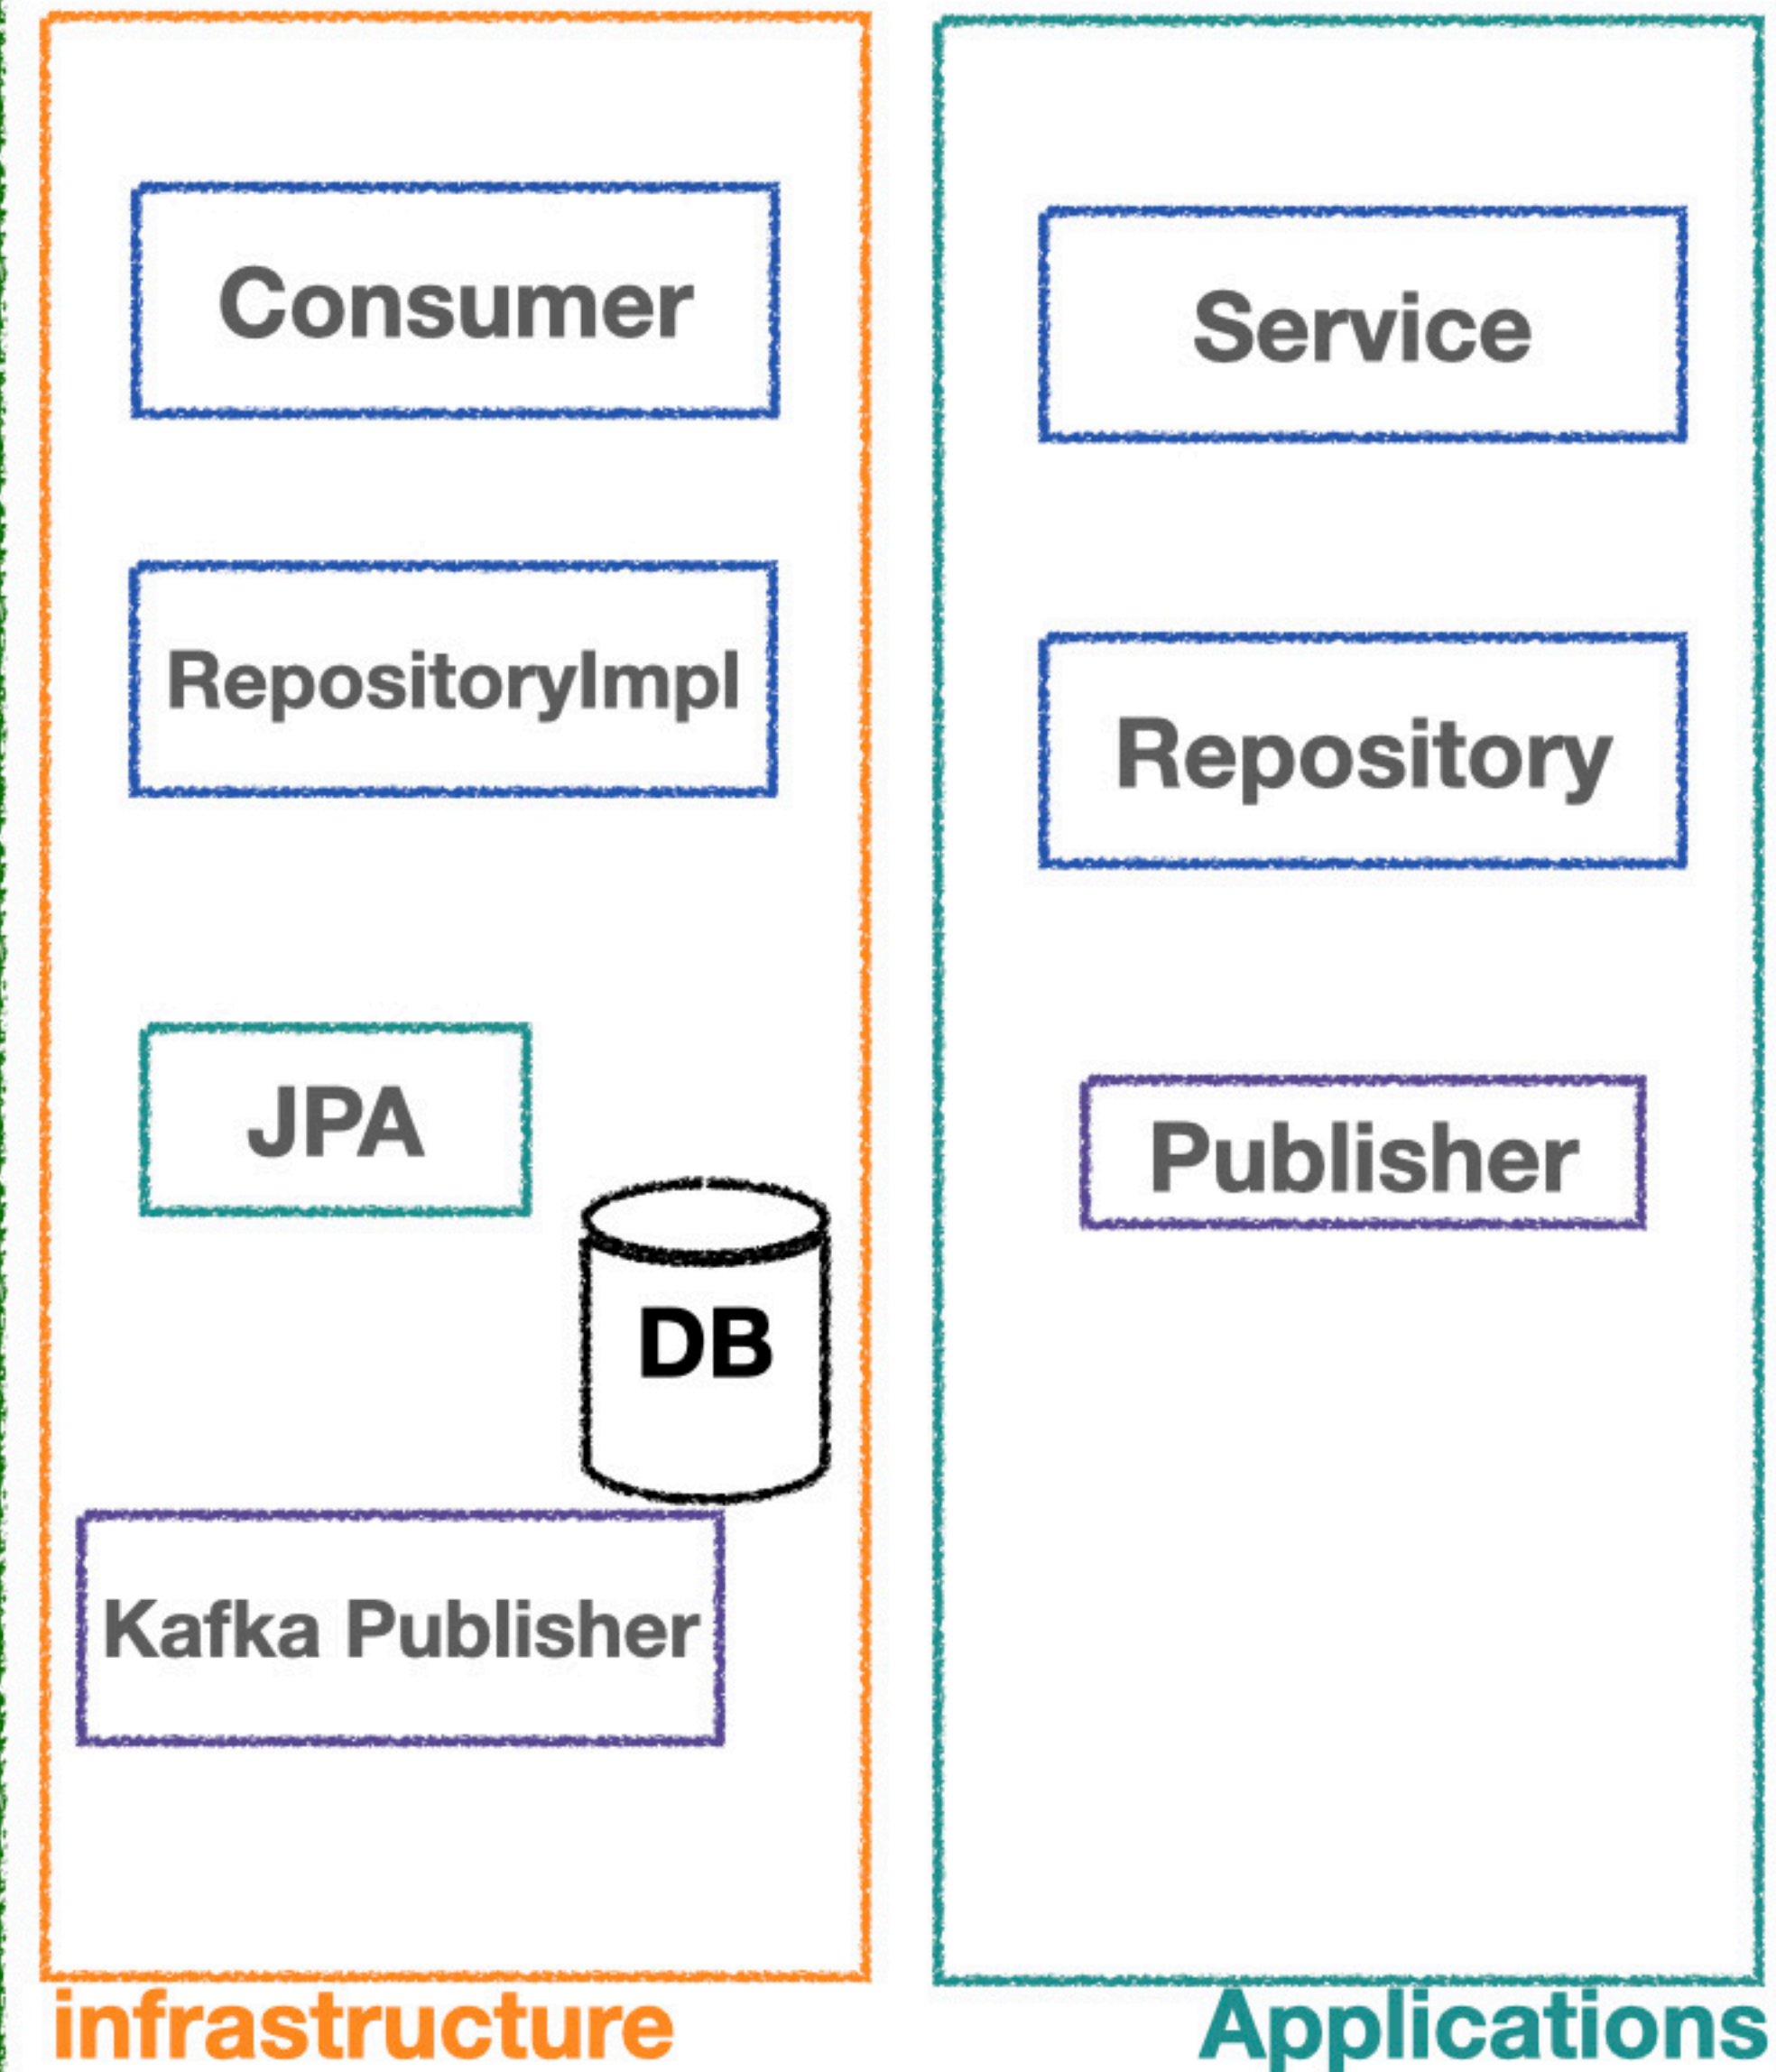 Consumer
RepositoryImpl
JPA
DB
Kafka Publisher
infrastructure
Service
Repository
Publisher
Applications